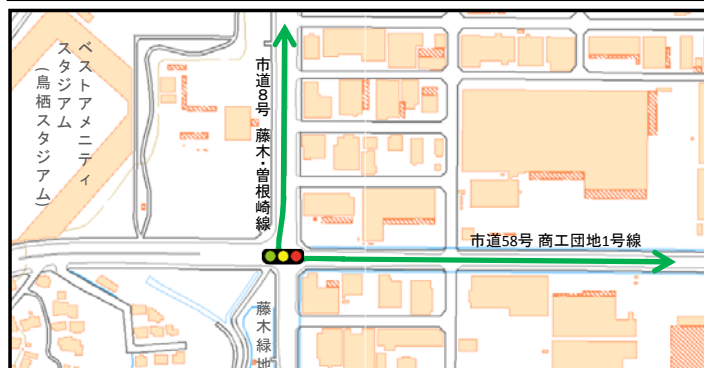 ベストアメニティ
スタジアム
(鳥栖スタジアム)
市道8号 藤木・曽根崎線
市道58号 商工団地1号線
藤木緑地